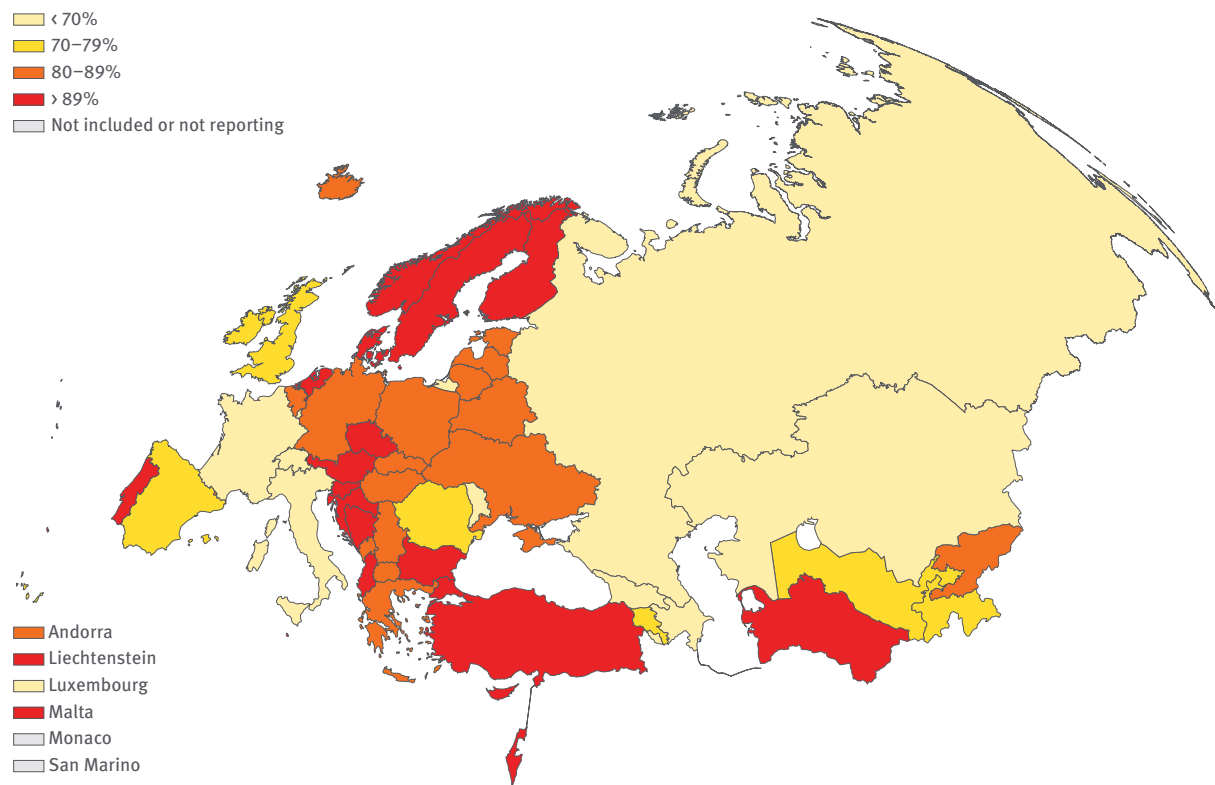 < 70%
70–79%
80–89%
> 89%
Not included or not reporting
Andorra
Liechtenstein
Luxembourg
Malta
Monaco
San Marino